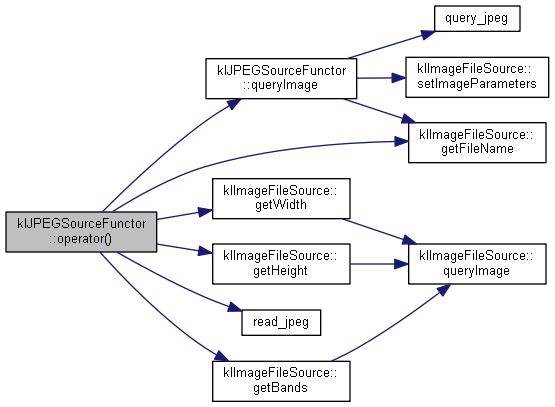 query_jpeg
klJPEGSourceFunctor
::queryImage
klImageFileSource::
setImageParameters
klImageFileSource::
getFileName
klImageFileSource::
getWidth
klJPEGSourceFunctor
::operator()
klImageFileSource::
getHeight
klImageFileSource::
queryImage
read_jpeg
klImageFileSource::
getBands